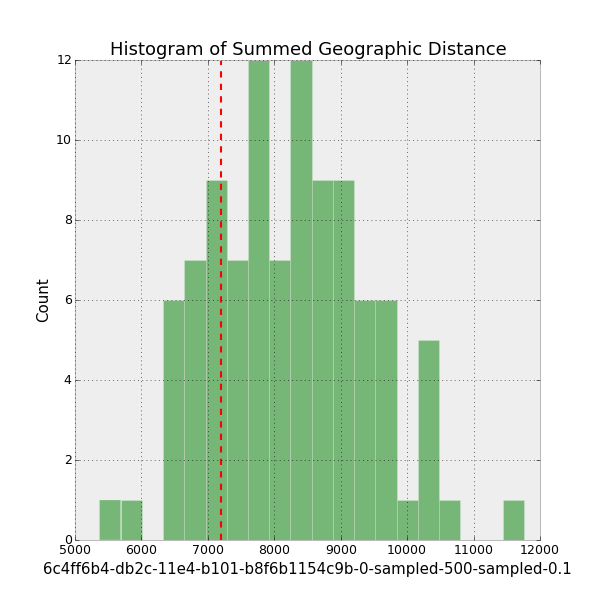 Histogram of Summed Geographic Distance
12
10
8
6
4
2
0
Count
5000 6000 7000 8000 9000 10000 11000 12000
6c4ff6b4-db2c-11e4-b101-b8f6b1154c9b-0-sampled-500-sampled-0.1